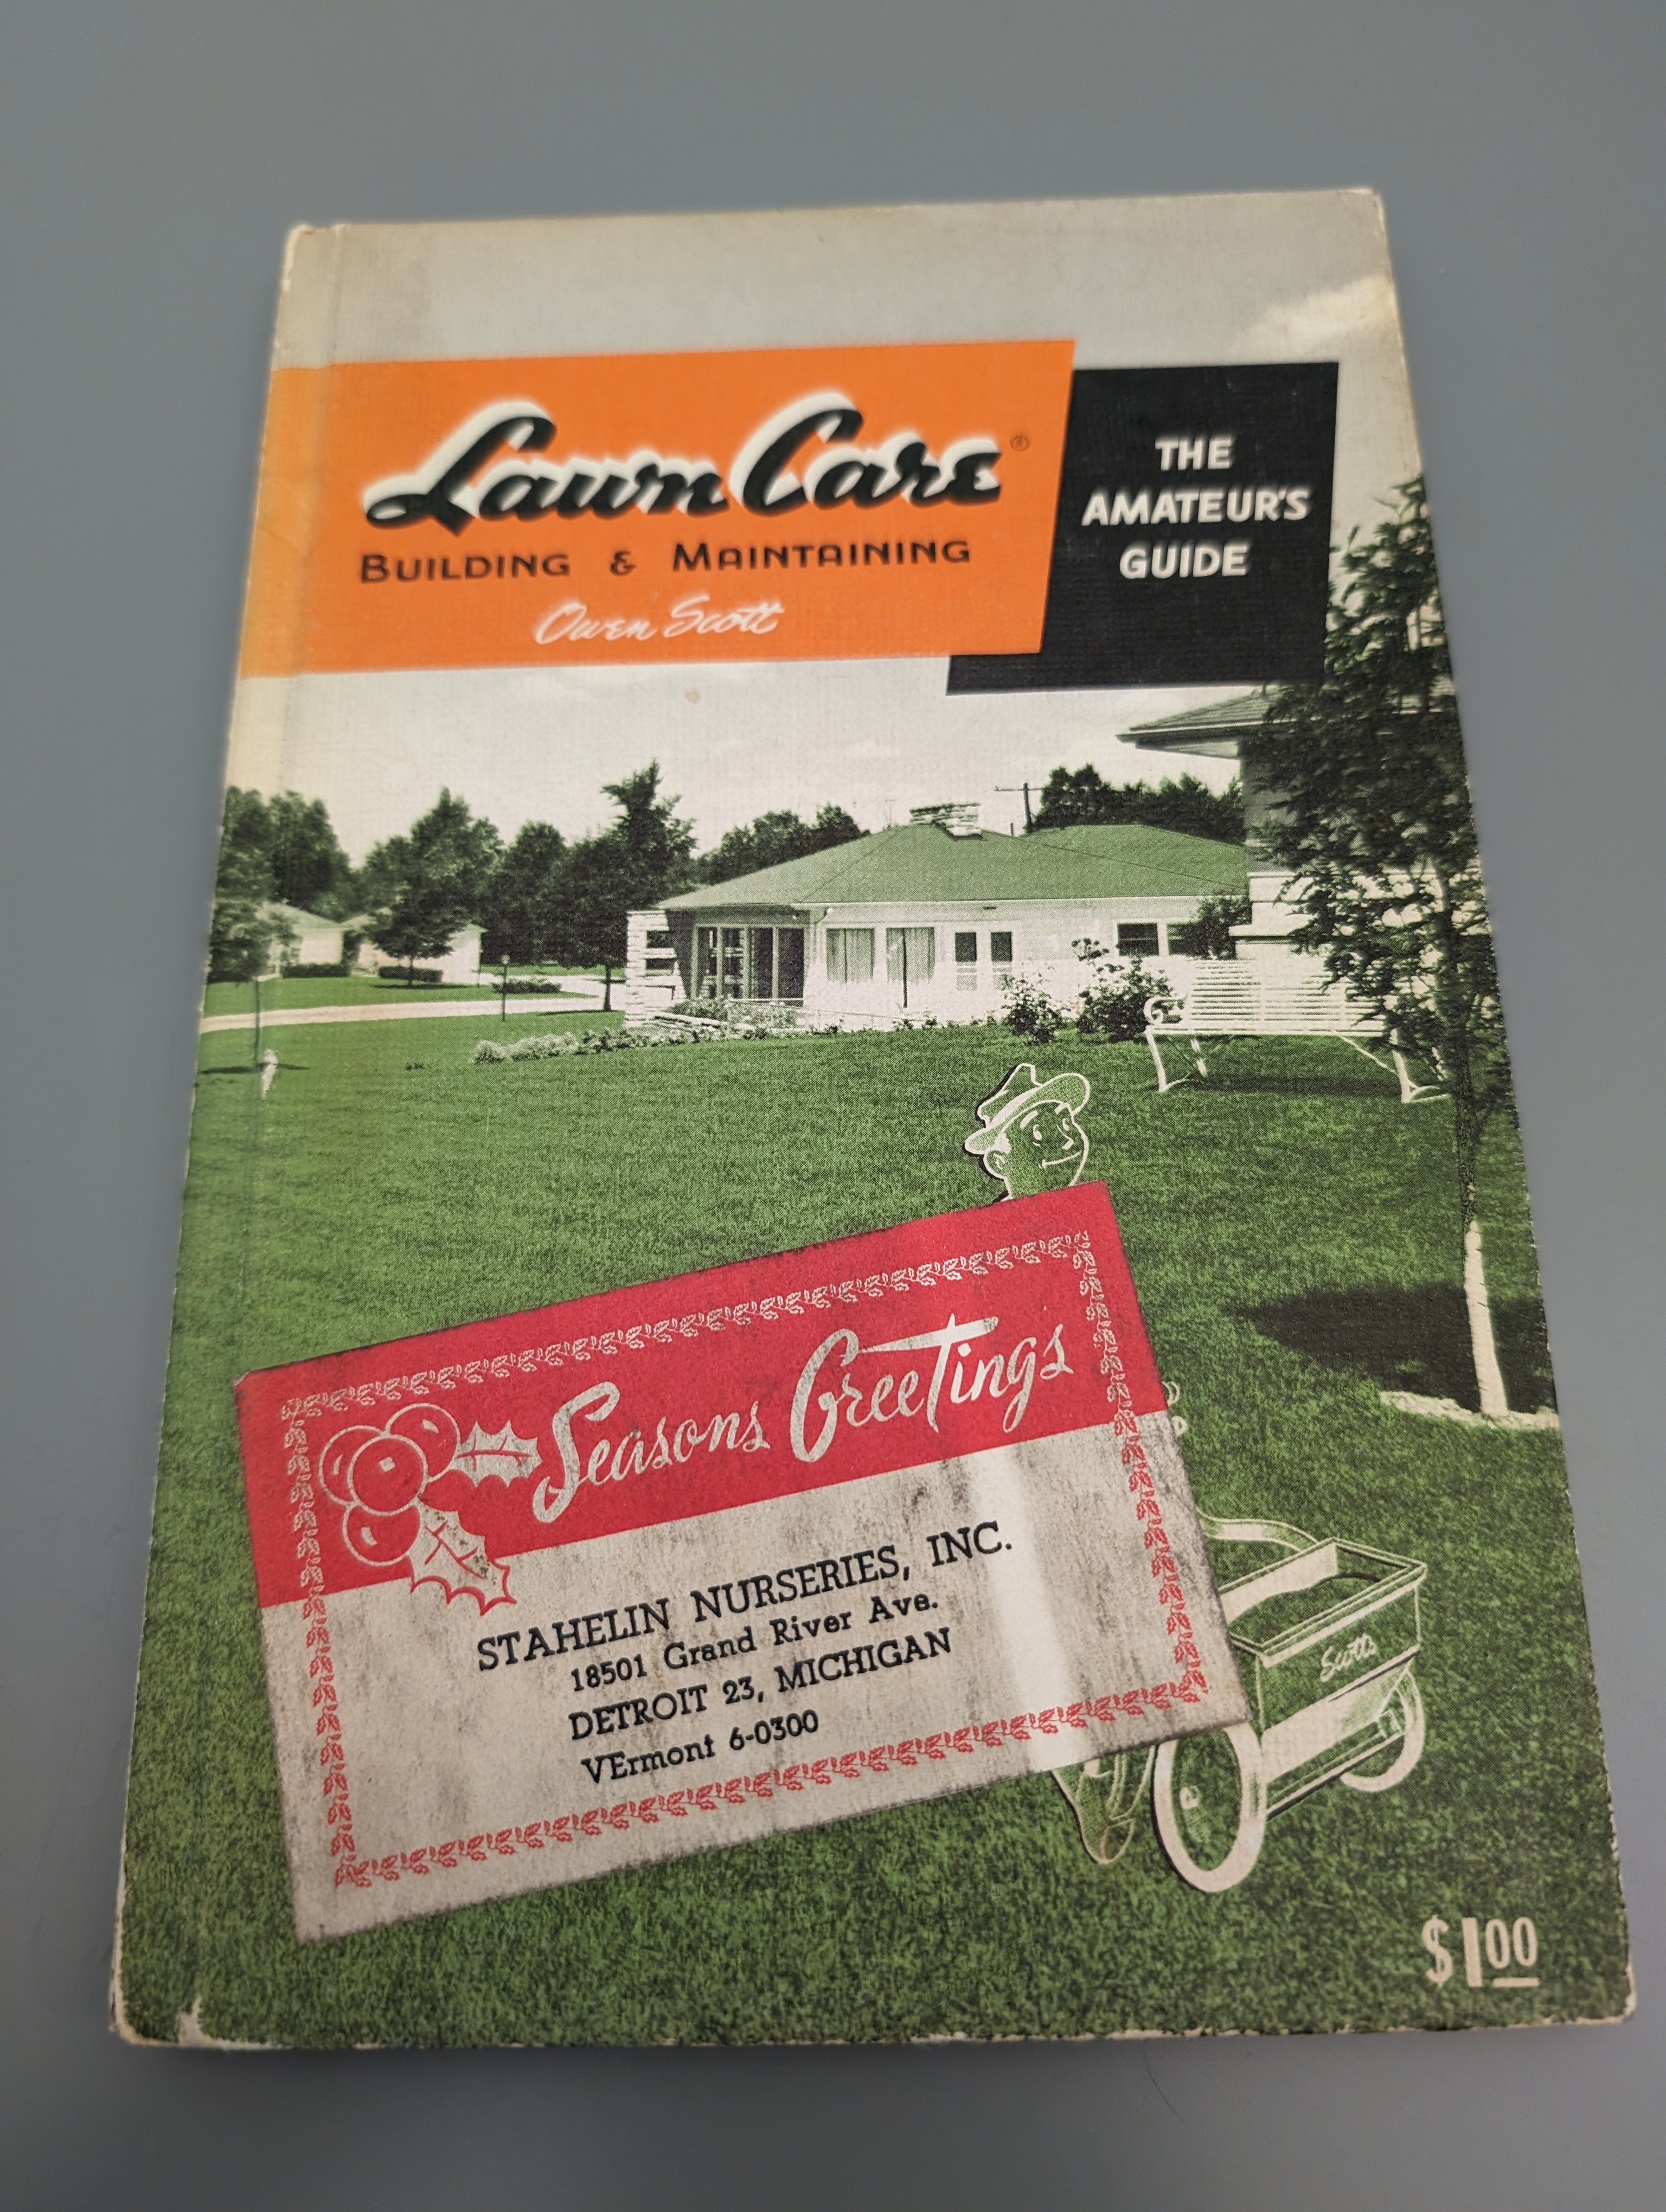 Lawn Care ®
BUILDING & MAINTAINING
Owen Scott
THE
AMATEUR'S
GUIDE
Seasons Greetings
STAHELIN NURSERIES, INC.
18501 Grand River Ave.
DETROIT 23, MICHIGAN
VErmont 6-0300
Scotts
$1.00